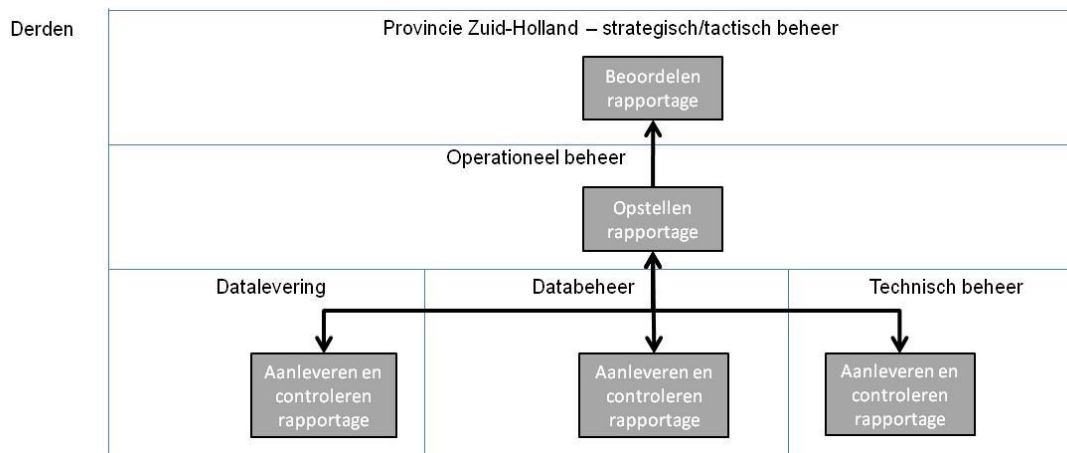 Derden
Provincie Zuid-Holland – strategisch/tactisch beheer
Beoordelen
rapportage
Operationeel beheer
Opstellen
rapportage
Datalevering
Databeheer
Technisch beheer
Aanleveren en
controleren
rapportage
Aanleveren en
controleren
rapportage
Aanleveren en
controleren
rapportage